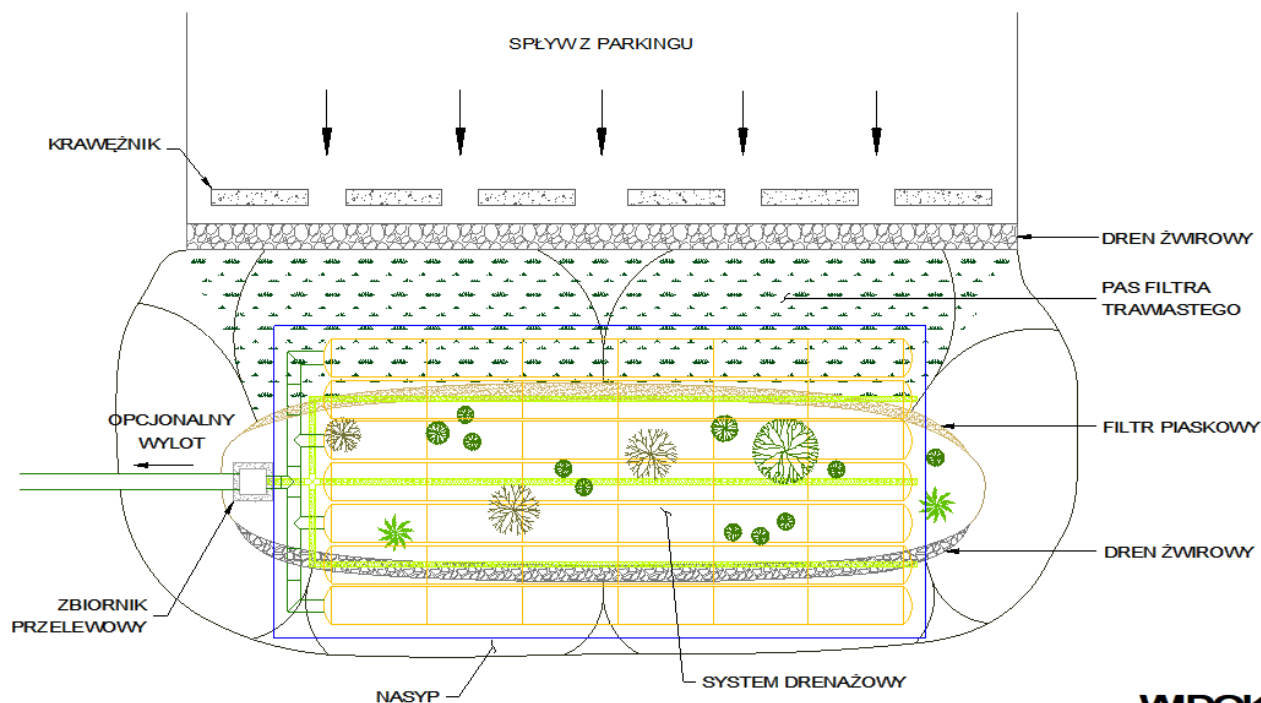 SPŁYW Z PARKINGU
KRAWĘŻNIK
DREN ŻWIROWY
PAS FILTRA
TRAWIASTEGO
OPCJONALNY
WYLOT
FILTR PIASKOWY
DREN ŻWIROWY
ZBIORNIK
PRZELEWOWY
SYSTEM DRENAŻOWY
NASYP